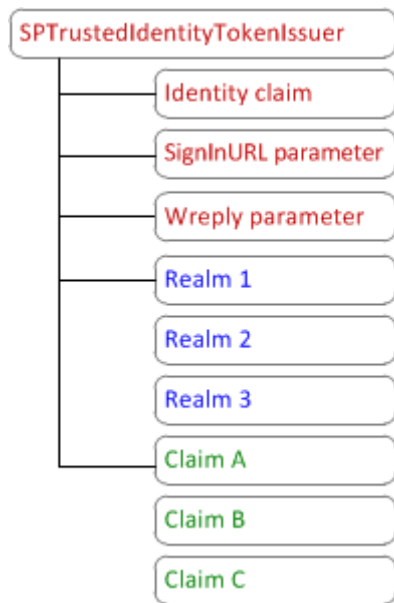 SPTrustedIdentityTokenIssuer
Identity claim
SignInURL parameter
Wreply parameter
Realm 1
Realm 2
Realm 3
Claim A
Claim B
Claim C